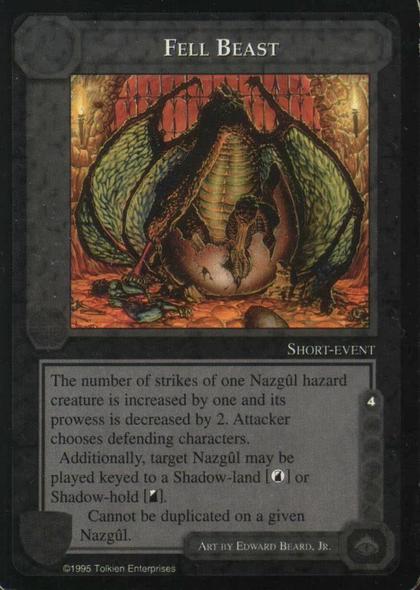 FELL BEAST
SHORT-EVENT
The number of strikes of one Nazgûl hazard
creature is increased by one and its
prowess is decreased by 2. Attacker
chooses defending characters.
Additionally, target Nazgûl may be
played keyed to a Shadow-land [] or
Shadow-hold [].
Cannot be duplicated on a given
Nazgûl.
4
ART BY EDWARD BEARD, JR.
©1995 Tolkien Enterprises